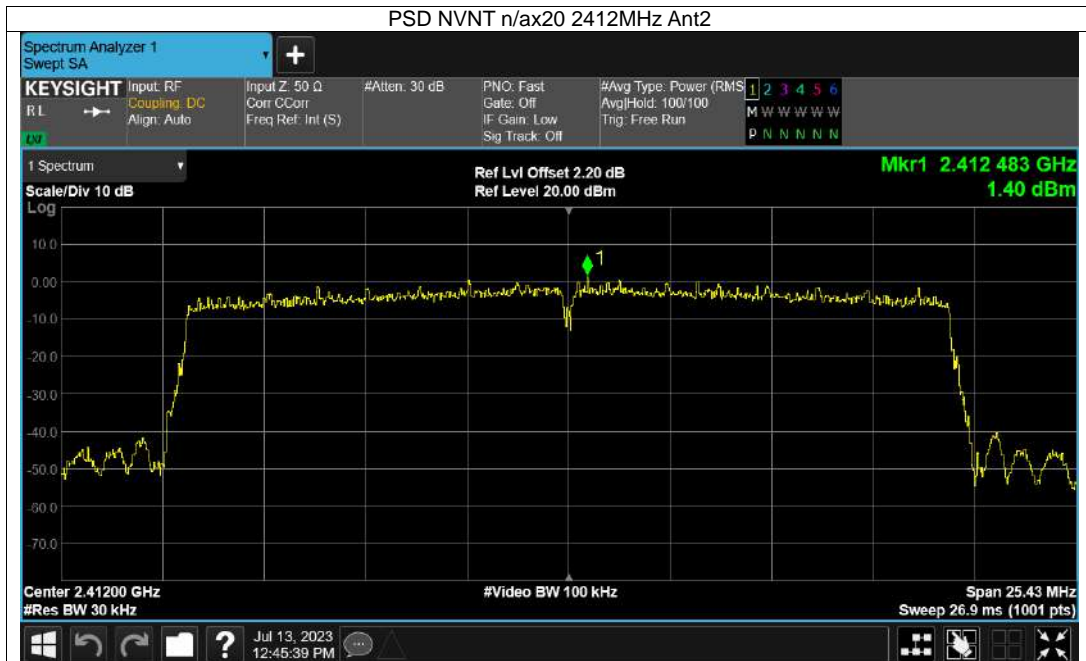 PSD NVNT n/ax20 2412MHz Ant2
Spectrum Analyzer 1
Swept SA
+
KEYSIGHT
RL
LXI
Input: RF
Coupling: DC
Align: Auto
Input Z: 50 Ω
Corr CCorr
Freq Ref: Int (S)
#Atten: 30 dB
PNO: Fast
Gate: Off
IF Gain: Low
Sig Track: Off
#Avg Type: Power (RMS
Avg|Hold: 100/100
Trig: Free Run
1 2 3 4 5 6
M W W W W W
P N N N N N
1 Spectrum
Scale/Div 10 dB
Log
Ref Lvl Offset 2.20 dB
Ref Level 20.00 dBm
Mkr1 2.412 483 GHz
1.40 dBm
1
10.0
0.00
-10.0
-20.0
-30.0
-40.0
-50.0
-60.0
-70.0
Center 2.41200 GHz
#Res BW 30 kHz
#Video BW 100 kHz
Span 25.43 MHz
Sweep 26.9 ms (1001 pts)
?
Jul 13, 2023
12:45:39 PM